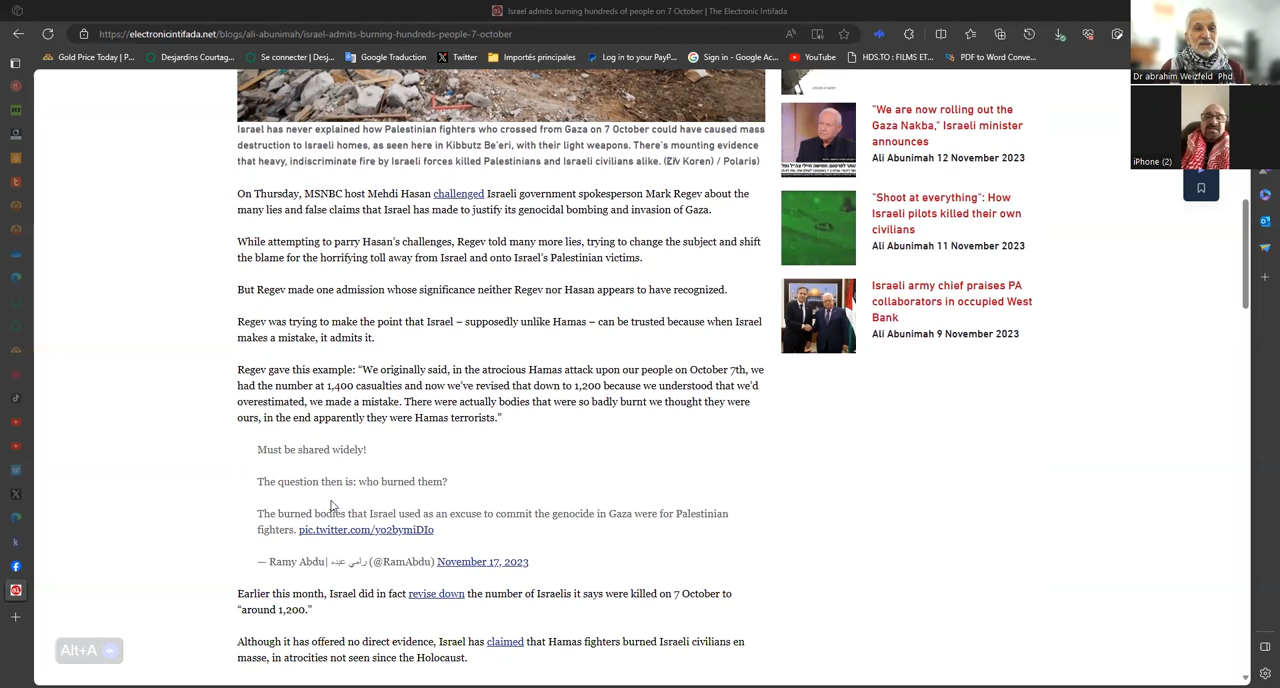 Israel admits burning hundreds of people on 7 October | The Electronic Intifada
https://electronicintifada.net/blogs/ali-abunimah/israel-admits-burning-hundreds-people-7-october
Gold Price Today | P...
Desjardins Courtag...
Se connecter | Desj...
Google Traduction
Twitter
Importés principales
Log in to your PayP...
Sign in - Google Ac...
YouTube
HDS.TO : FILMS ET...
PDF to Word Conve...
Dr abrahim Weizfeld Phd
iPhone (2)
Israel has never explained how Palestinian fighters who crossed from Gaza on 7 October could have caused mass
destruction to Israeli homes, as seen here in Kibbutz Be'eri, with their light weapons. There's mounting evidence
that heavy, indiscriminate fire by Israeli forces killed Palestinians and Israeli civilians alike. (Ziv Koren) / Polaris)
On Thursday, MSNBC host Mehdi Hasan challenged Israeli government spokesperson Mark Regev about the
many lies and false claims that Israel has made to justify its genocidal bombing and invasion of Gaza.
While attempting to parry Hasan's challenges, Regev told many more lies, trying to change the subject and shift
the blame for the horrifying toll away from Israel and onto Israel's Palestinian victims.
But Regev made one admission whose significance neither Regev nor Hasan appears to have recognized.
Regev was trying to make the point that Israel – supposedly unlike Hamas – can be trusted because when Israel
makes a mistake, it admits it.
Regev gave this example: “We originally said, in the atrocious Hamas attack upon our people on October 7th, we
had the number at 1,400 casualties and now we've revised that down to 1,200 because we understood that we'd
overestimated, we made a mistake. There were actually bodies that were so badly burnt we thought they were
ours, in the end apparently they were Hamas terrorists.”
Must be shared widely!
The question then is: who burned them?
The burned bodies that Israel used as an excuse to commit the genocide in Gaza were for Palestinian
fighters. pic.twitter.com/yo2bymiDIo
— Ramy Abdu| رامي عبده (@RamAbdu) November 17, 2023
Earlier this month, Israel did in fact revise down the number of Israelis it says were killed on 7 October to
“around 1,200.”
Although it has offered no direct evidence, Israel has claimed that Hamas fighters burned Israeli civilians en
masse, in atrocities not seen since the Holocaust.
"We are now rolling out the
Gaza Nakba," Israeli minister
announces
Ali Abunimah 12 November 2023
"Shoot at everything": How
Israeli pilots killed their own
civilians
Ali Abunimah 11 November 2023
Israeli army chief praises PA
collaborators in occupied West
Bank
Ali Abunimah 9 November 2023
Alt+A